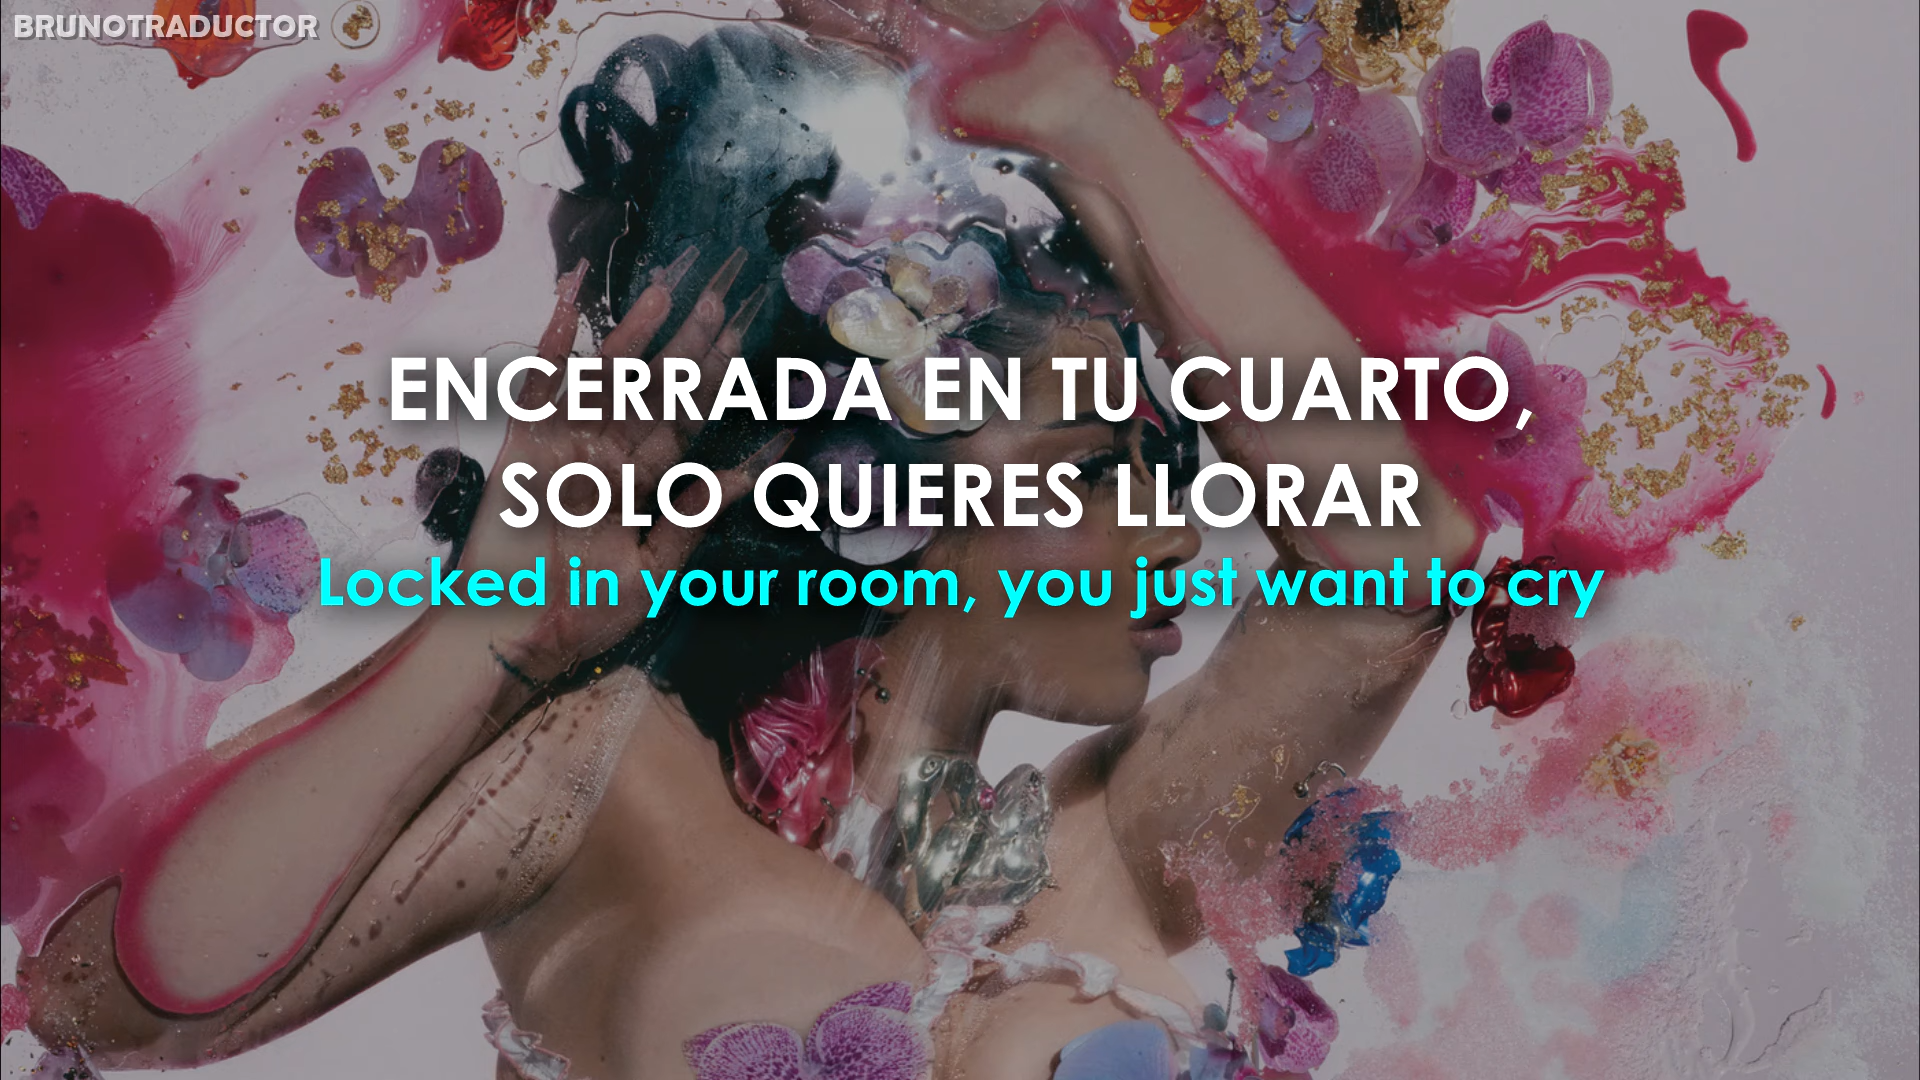 BRUNOTRADUCTOR
ENCERRADA EN TU CUARTO,
SOLO QUIERES LLORAR
Locked in your room, you just want to cry